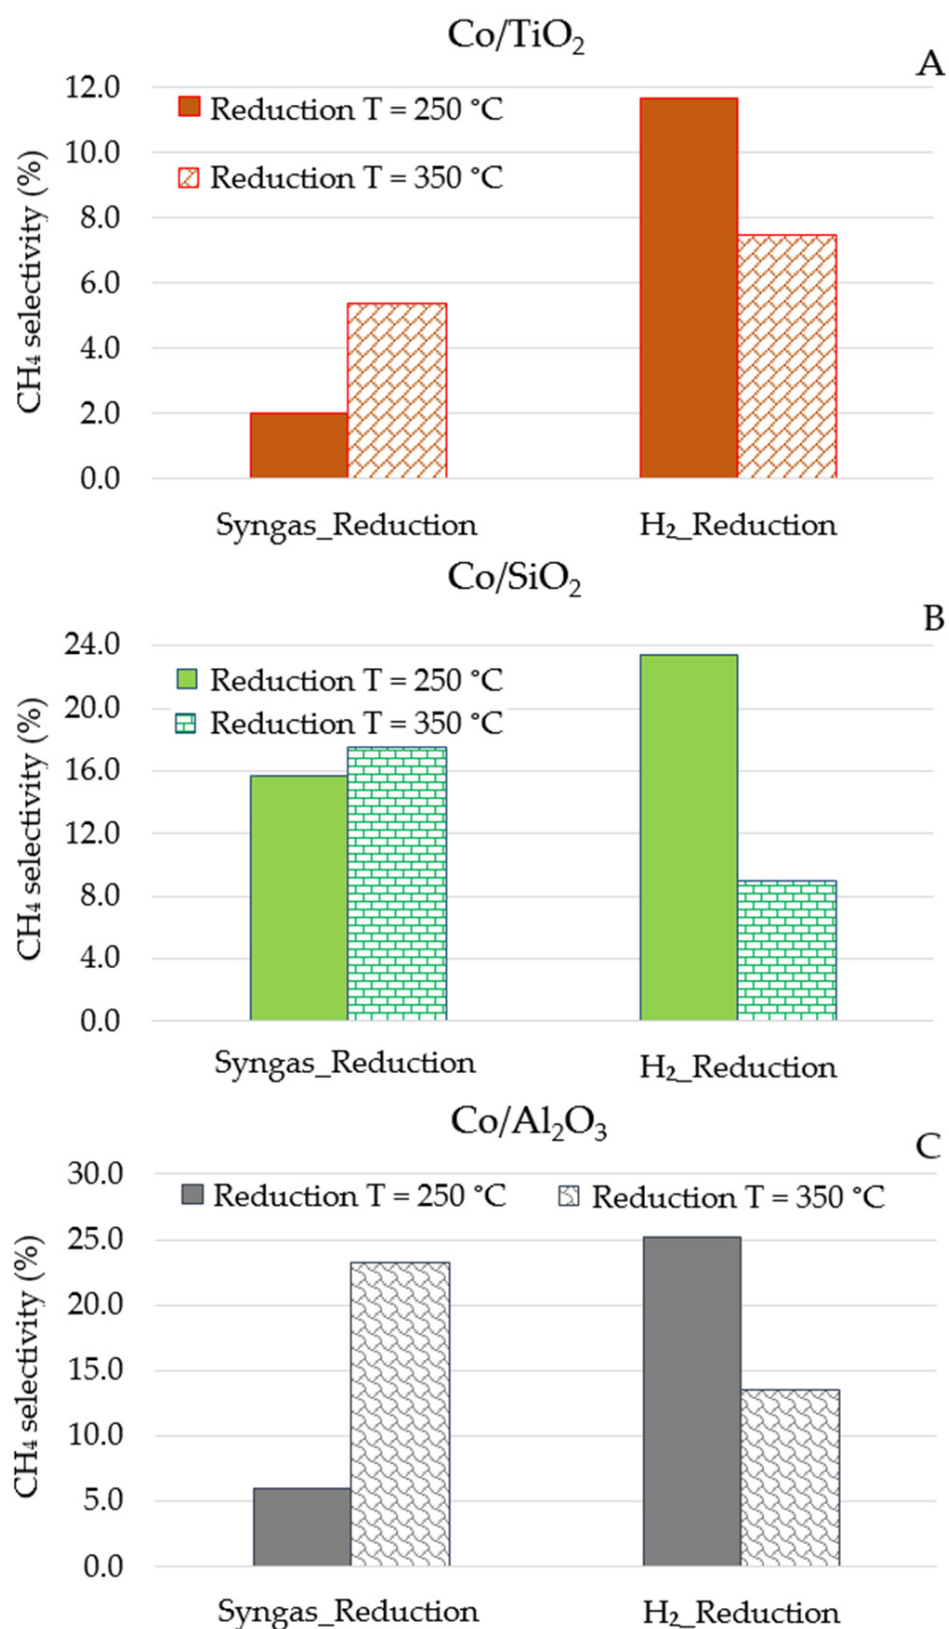 Co/TiO₂
A
CH₄ selectivity (%)
12.0
10.0
8.0
6.0
4.0
2.0
0.0
Reduction T = 250 °C
Reduction T = 350 °C
Syngas_Reduction
H₂_Reduction
Co/SiO₂
B
CH₄ selectivity (%)
24.0
20.0
16.0
12.0
8.0
4.0
0.0
Reduction T = 250 °C
Reduction T = 350 °C
Syngas_Reduction
H₂_Reduction
Co/Al₂O₃
C
CH₄ selectivity (%)
30.0
25.0
20.0
15.0
10.0
5.0
0.0
Reduction T = 250 °C
Reduction T = 350 °C
Syngas_Reduction
H₂_Reduction